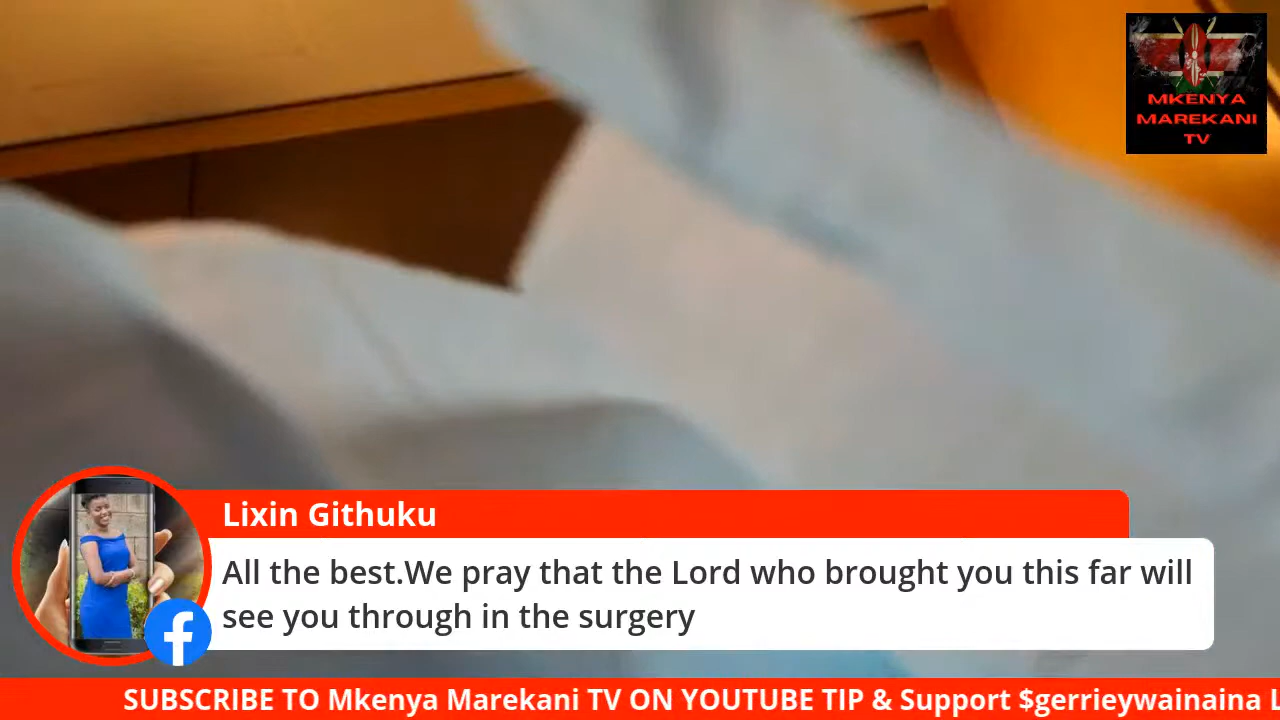 MKENYA
MAREKANI
TV
Lixin Githuku
All the best.We pray that the Lord who brought you this far will
see you through in the surgery
SUBSCRIBE TO Mkenya Marekani TV ON YOUTUBE TIP & Support $gerrieywainaina L